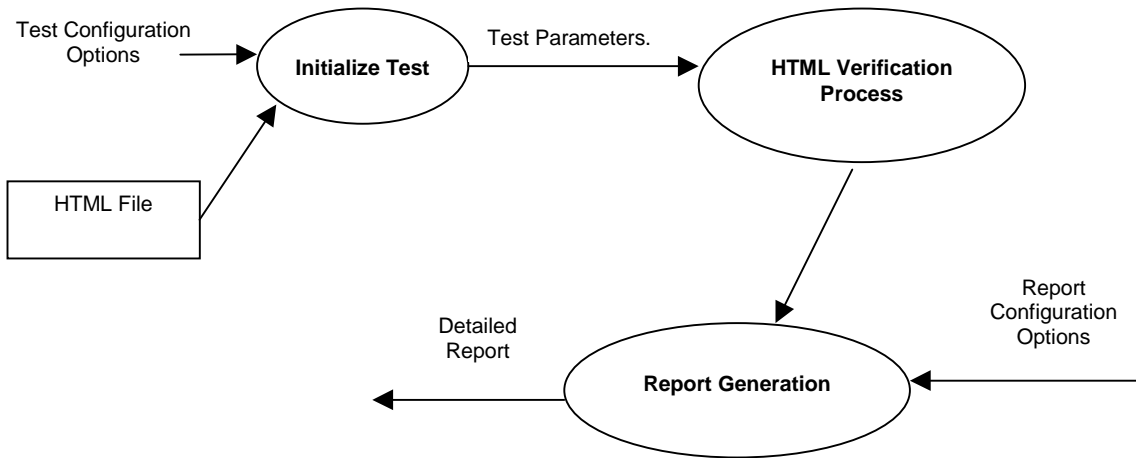 Test Configuration
Options
Initialize Test
Test Parameters.
HTML Verification
Process
HTML File
Report
Configuration
Options
Detailed
Report
Report Generation